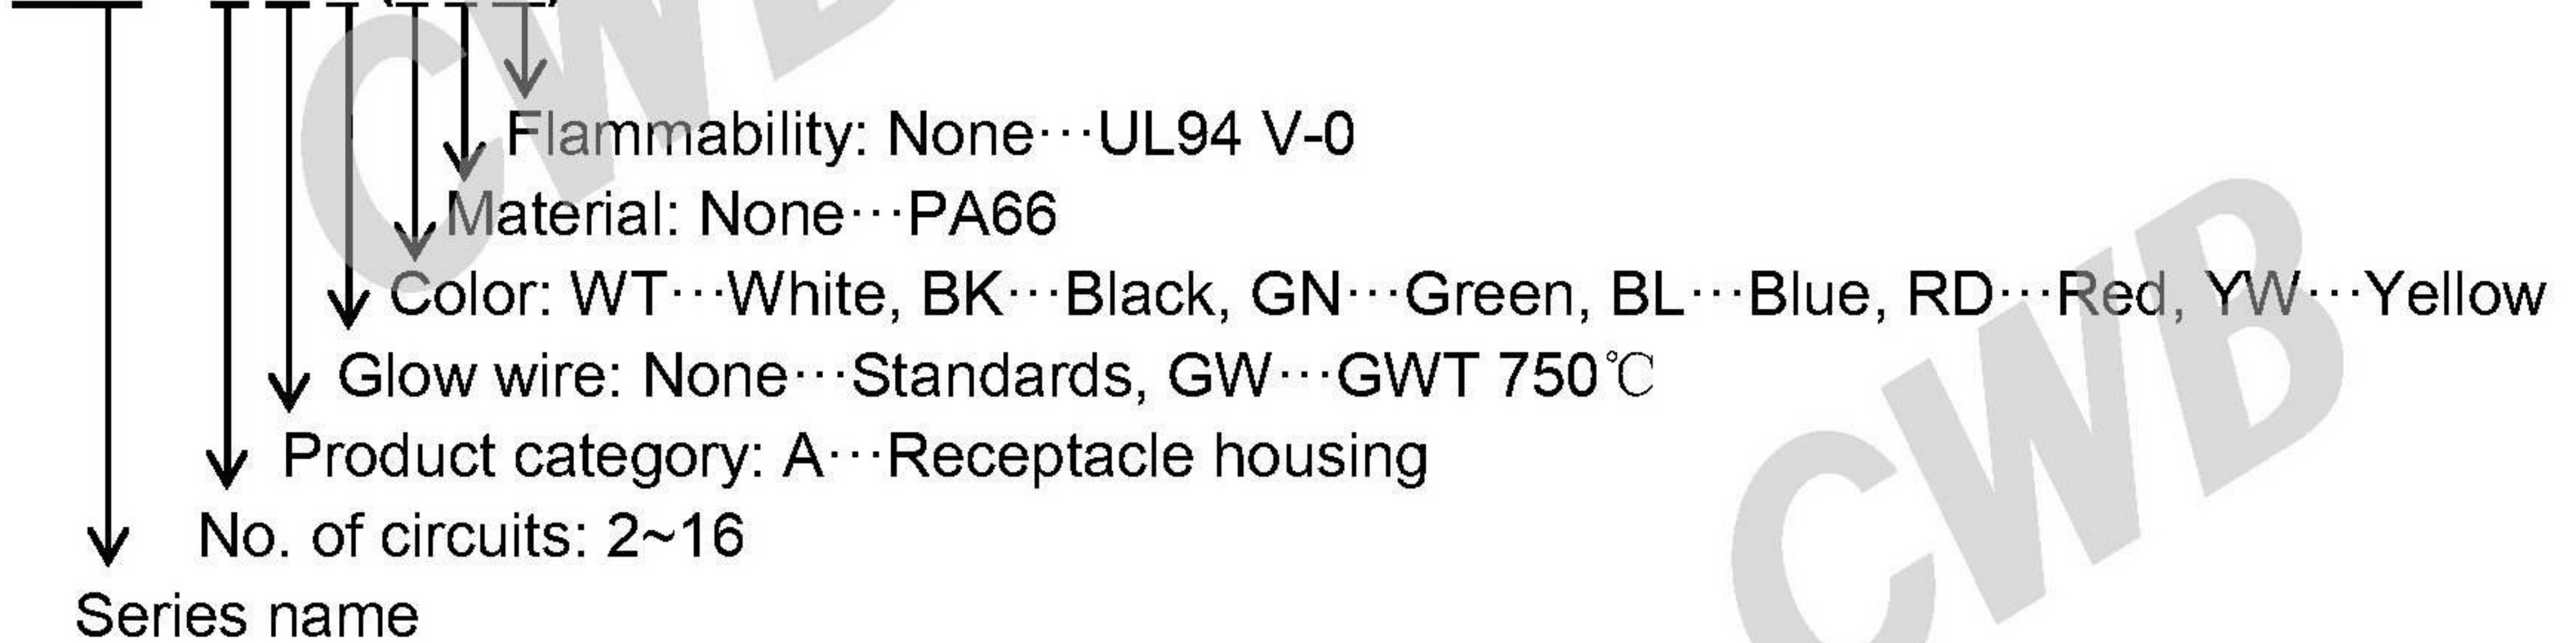 Flammability: None···UL94 V-0
Material: None···PA66
Color: WT···White, BK···Black, GN···Green, BL···Blue, RD···Red, YW···Yellow
Glow wire: None···Standards, GW···GWT 750℃
Product category: A···Receptacle housing
No. of circuits: 2~16
Series name
CWB
CWB